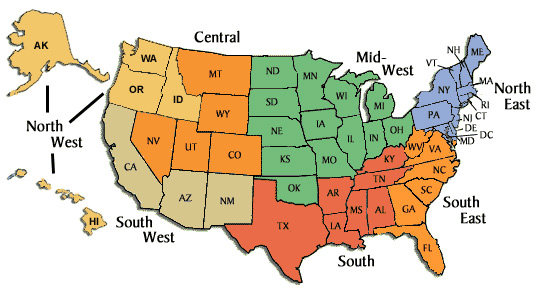 AK
Central
Mid-
West
NH
ME
VT
WA
MT
ND
MN
MA
OR
ID
SD
WI
MI
NY
North
East
RI
CT
WY
IA
PA
NJ
DE
DC
MD
North
West
NV
UT
CO
NE
IL
IN
OH
WV
VA
CA
KS
MO
KY
NC
AZ
NM
OK
AR
TN
SC
HI
South
West
TX
LA
MS
AL
GA
South
East
FL
South